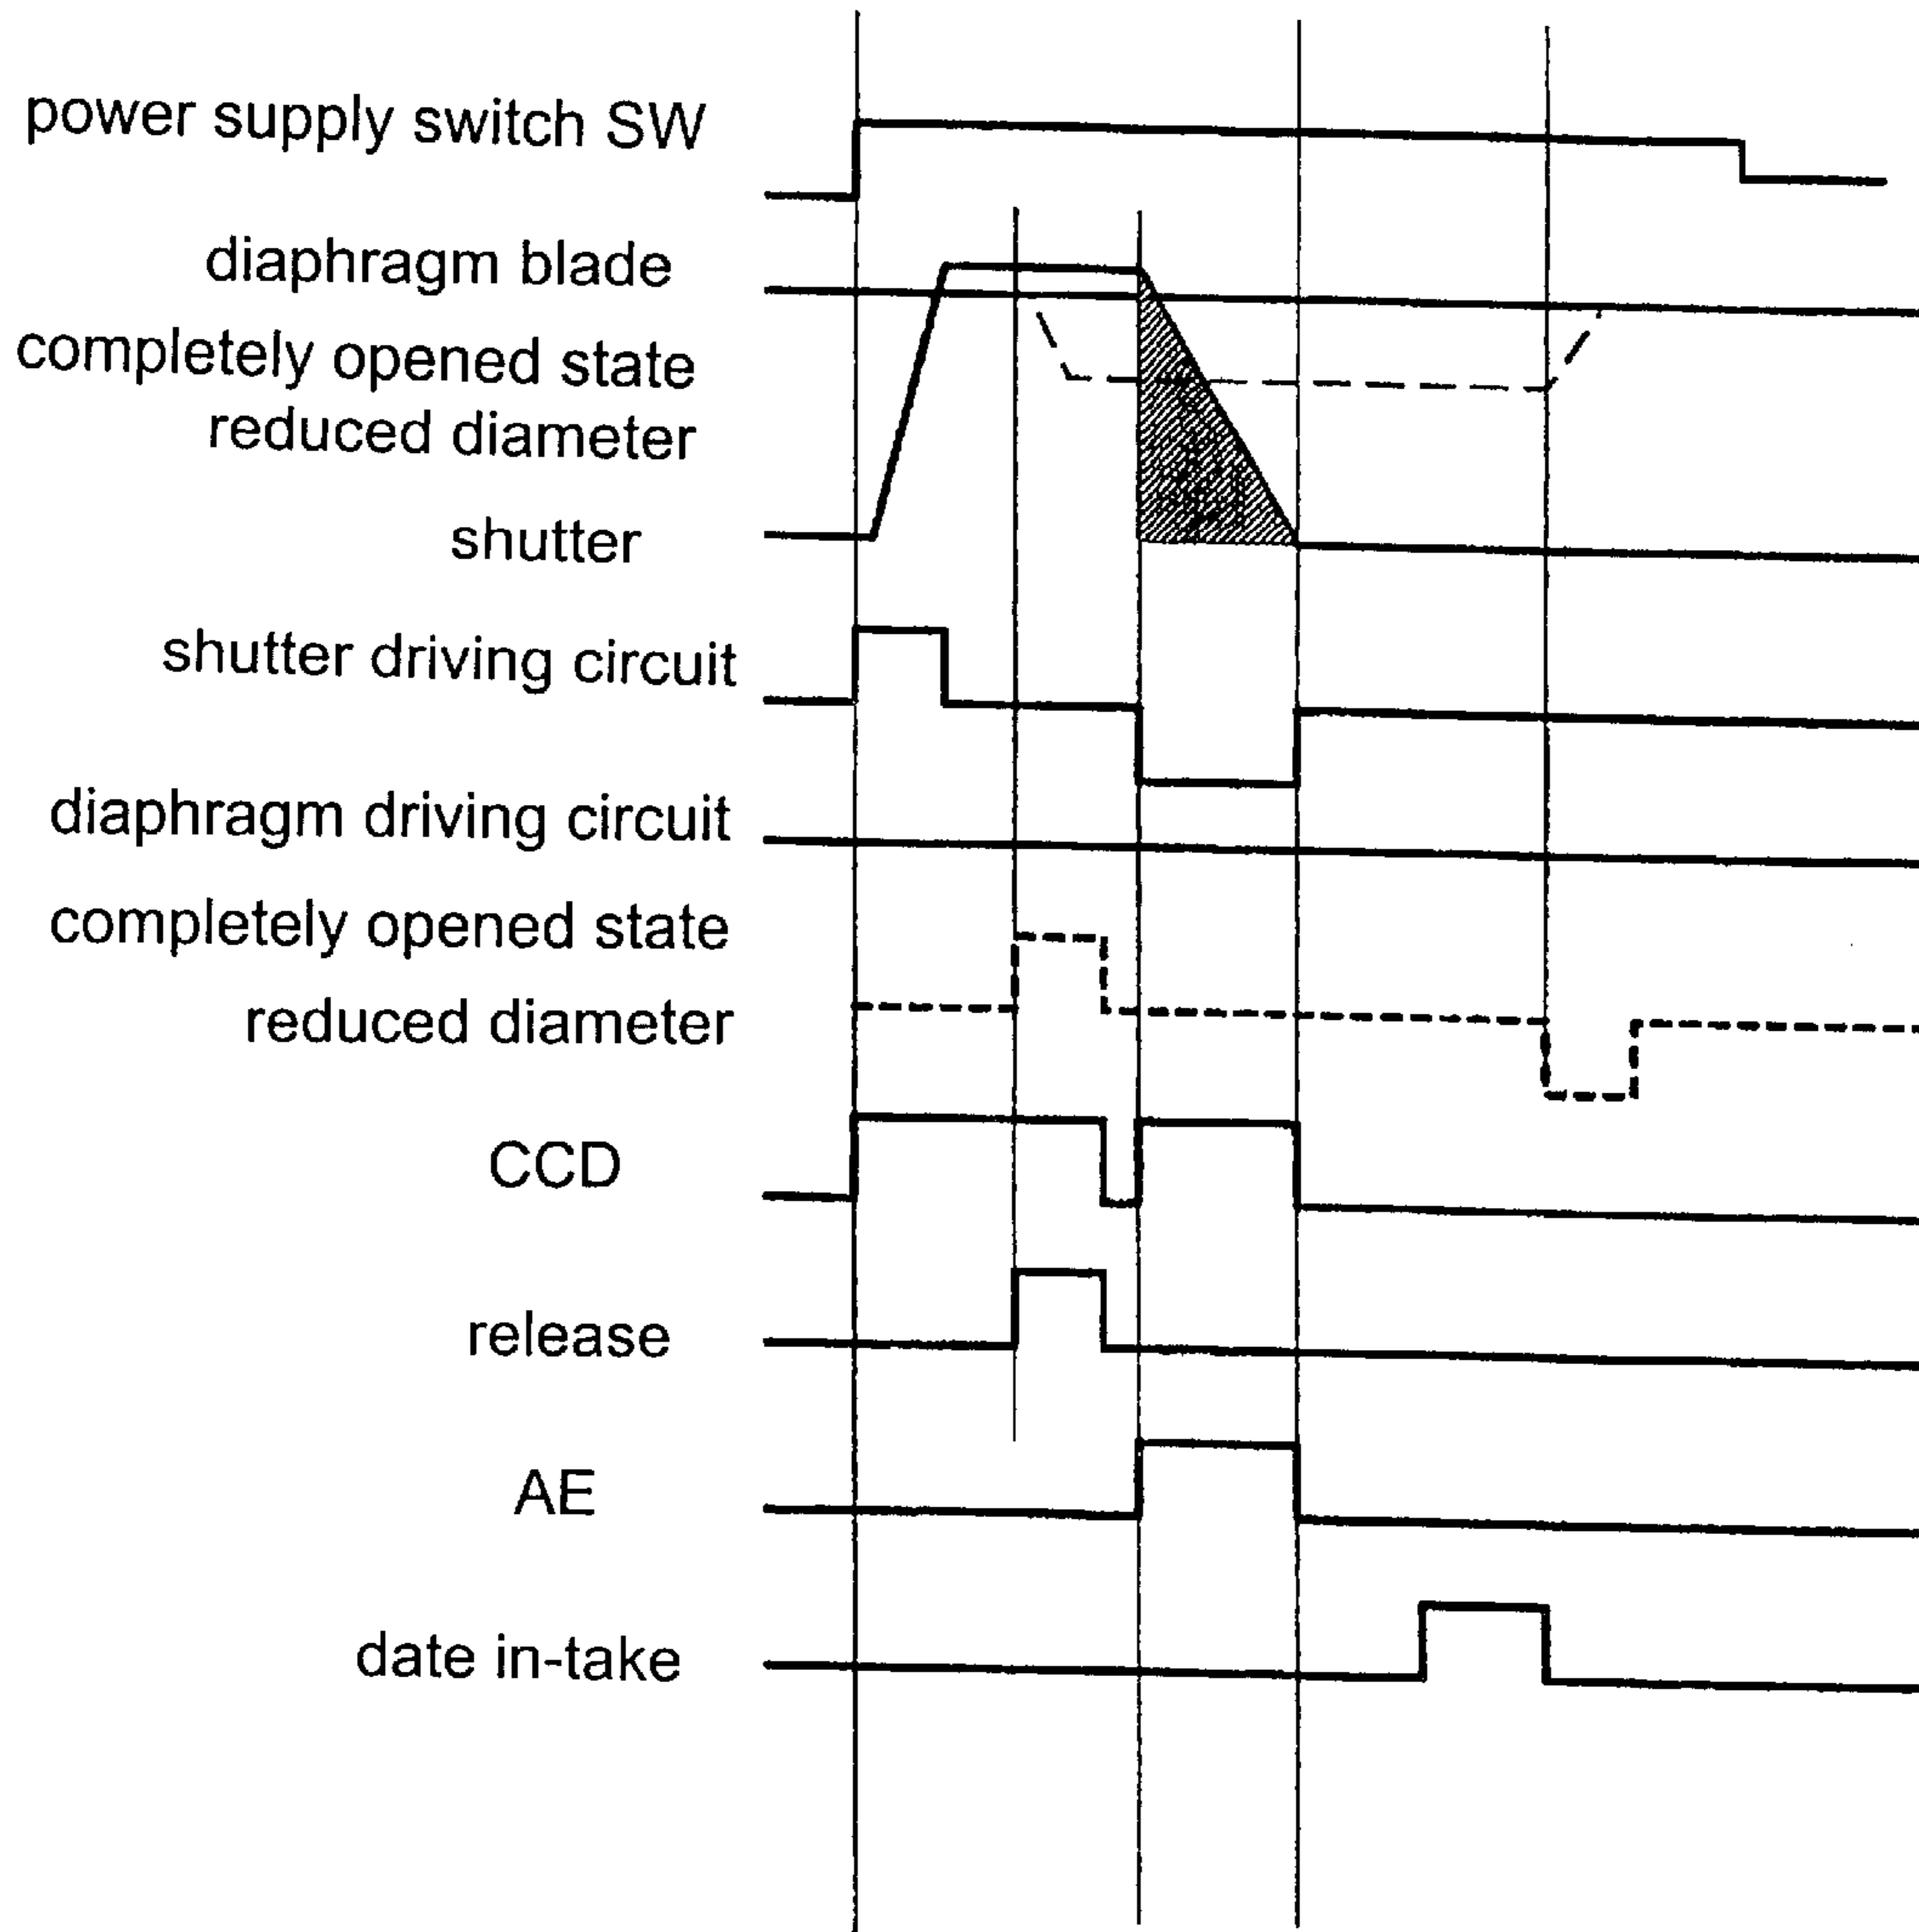 power supply switch SW
diaphragm blade
completely opened state
reduced diameter
shutter
shutter driving circuit
diaphragm driving circuit
completely opened state
reduced diameter
CCD
release
AE
date in-take